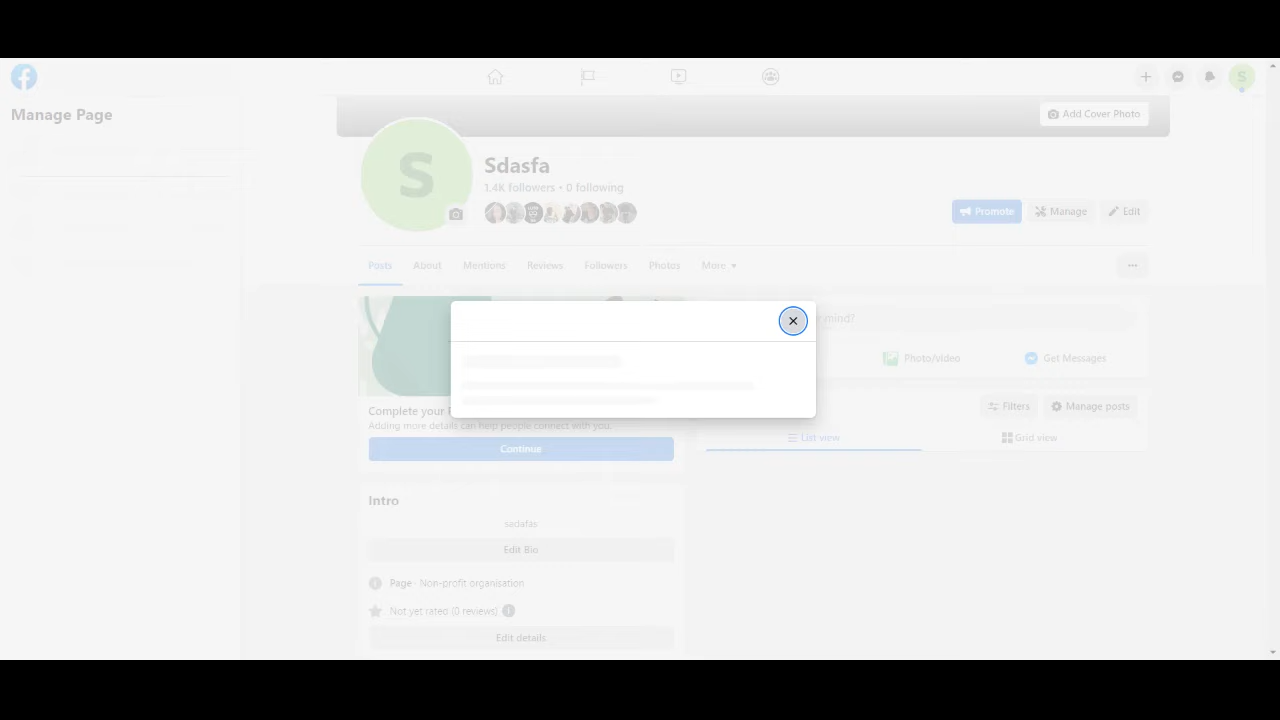 Manage Page
Add Cover Photo
S
S
Sdasfa
1.4K followers • 0 following
Promote
Manage
Edit
Posts
About
Mentions
Reviews
Followers
Photos
More
mind?
Photo/video
Get Messages
Complete your
Adding more details can help people connect with you.
Continue
Filters
Manage posts
List view
Grid view
Intro
sadafas
Edit Bio
Page · Non-profit organisation
Not yet rated (0 reviews)
Edit details